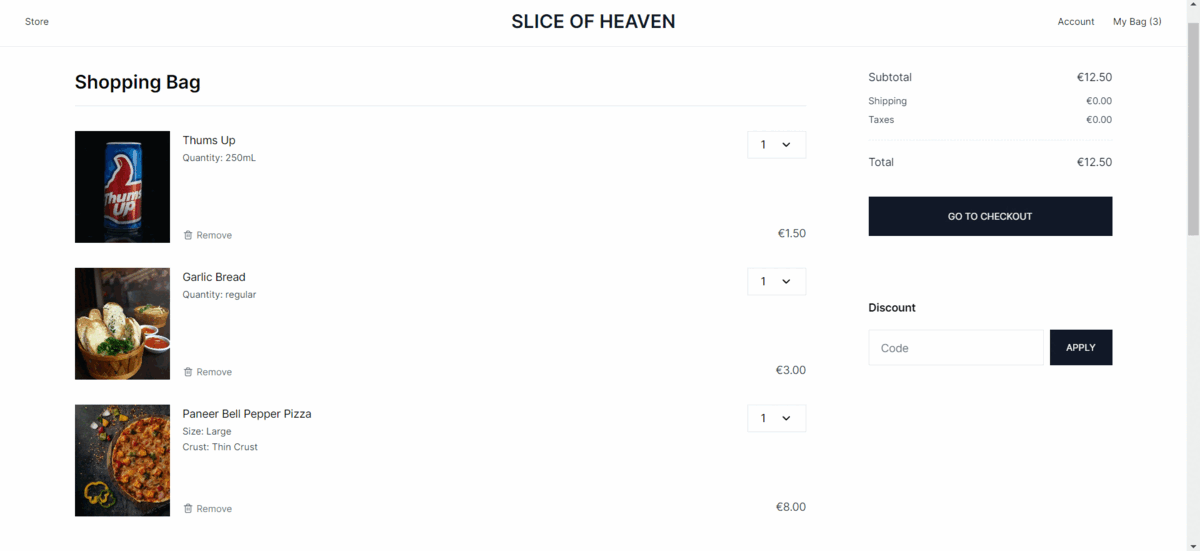 Store
SLICE OF HEAVEN
Account
My Bag (3)
Shopping Bag
Thums Up
Quantity: 250mL
1
Thums
UP
Remove
€1.50
Garlic Bread
Quantity: regular
1
Remove
€3.00
Paneer Bell Pepper Pizza
Size: Large
Crust: Thin Crust
1
Remove
€8.00
Subtotal €12.50
Shipping €0.00
Taxes €0.00
Total €12.50
GO TO CHECKOUT
Discount
Code
APPLY